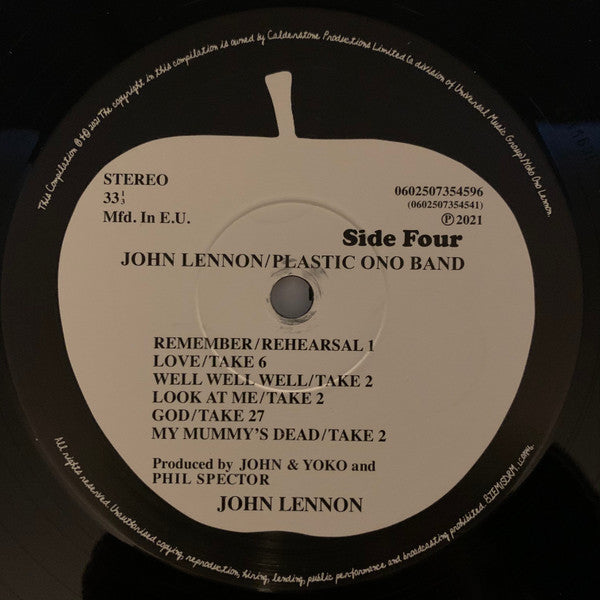 This Compilation ℗ & © 2021 The copyright in this compilation is owned by Calderstone Productions Limited (a division of Universal Music Group)/Yoko Ono Lennon.
STEREO
33 1/3
Mfd. In E.U.
0602507354596
(0602507354541)
℗ 2021
Side Four
JOHN LENNON/PLASTIC ONO BAND
REMEMBER/REHEARSAL 1
LOVE/TAKE 6
WELL WELL WELL/TAKE 2
LOOK AT ME/TAKE 2
GOD/TAKE 27
MY MUMMY'S DEAD/TAKE 2
Produced by JOHN & YOKO and
PHIL SPECTOR
JOHN LENNON
All rights reserved. Unauthorised copying, reproduction, hiring, lending, public performance and broadcasting prohibited. BIEM/SDRM.